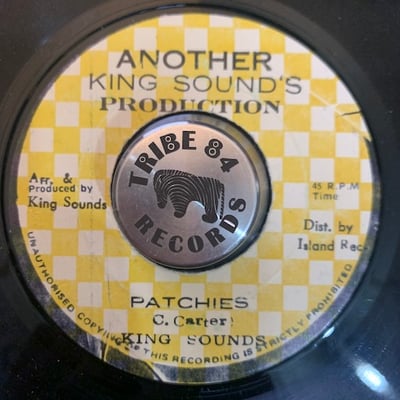 ANOTHER
KING SOUND'S
PRODUCTION
TRIBE 84
RECORDS
Arr. &
Produced by
King Sounds
45 R.P.M
Time
Dist. by
Island Rec
PATCHIES
C. Carter
KING SOUNDS
UNAUTHORISED OF THIS RECORDING IS STRICTLY PROHIBITED